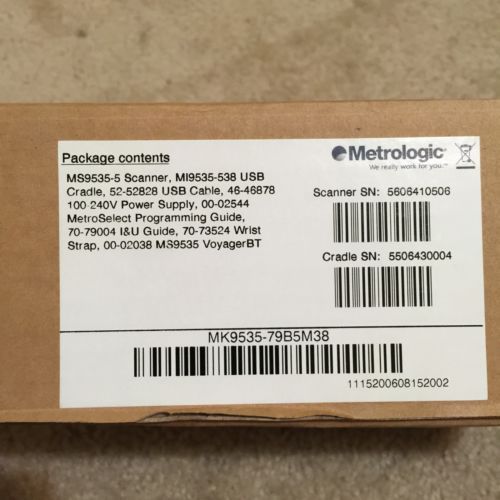 Package contents
MS9535-5 Scanner, MI9535-538 USB
Cradle, 52-52828 USB Cable, 46-46878
100-240V Power Supply, 00-02544
MetroSelect Programming Guide,
70-79004 I&U Guide, 70-73524 Wrist
Strap, 00-02038 MS9535 VoyagerBT
Metrologic
We really work for you.™
Scanner SN: 5606410506
Cradle SN: 5506430004
MK9535-79B5M38
1115200608152002